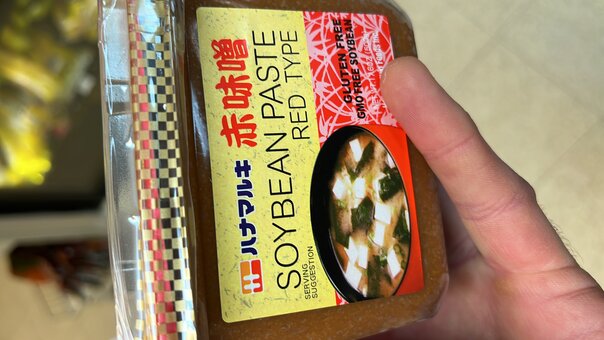 ハナマルキ
赤味噌
SOYBEAN PASTE
RED TYPE
SERVING
SUGGESTION
GLUTEN FREE
GMO FREE SOYBEAN